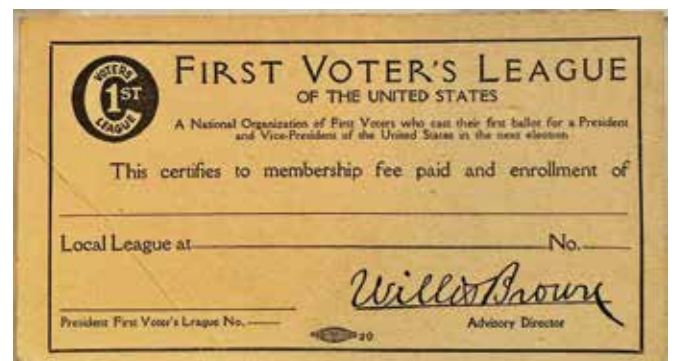 VOTERS 1ST LEAGUE
FIRST VOTER'S LEAGUE
OF THE UNITED STATES
A National Organization of First Voters who cast their first ballot for a President
and Vice-President of the United States in the next election
This certifies to membership fee paid and enrollment of
Local League at No.
Willis Brown
President First Voter's League No. Advisory Director
20